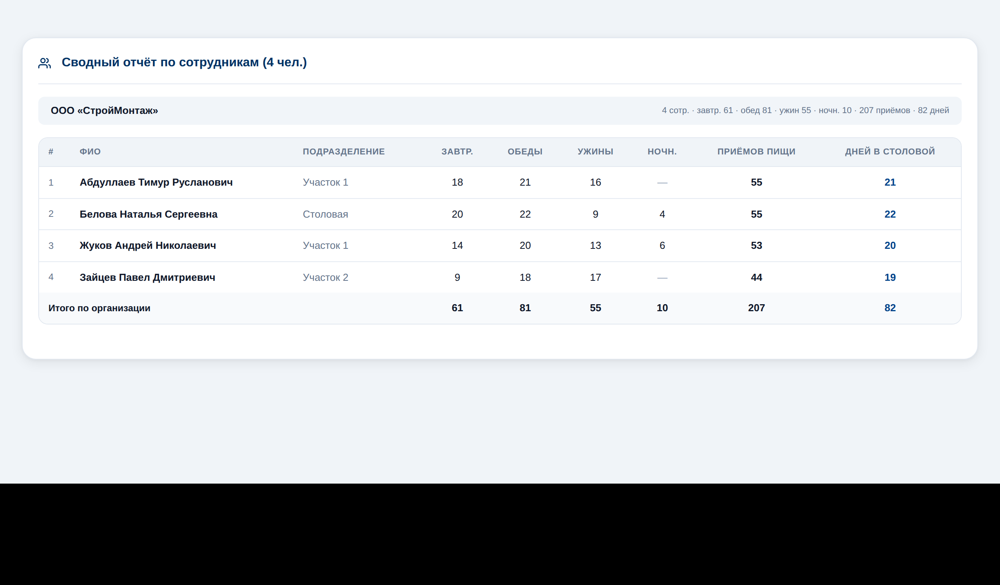 Сводный отчёт по сотрудникам (4 чел.)
ООО «СтройМонтаж» 4 сотр. · завтр. 61 · обед 81 · ужин 55 · ночн. 10 · 207 приёмов · 82 дней
# ФИО ПОДРАЗДЕЛЕНИЕ ЗАВТР. ОБЕДЫ УЖИНЫ НОЧН. ПРИЁМОВ ПИЩИ ДНЕЙ В СТОЛОВОЙ
1 Абдуллаев Тимур Русланович Участок 1 18 21 16 — 55 21
2 Белова Наталья Сергеевна Столовая 20 22 9 4 55 22
3 Жуков Андрей Николаевич Участок 1 14 20 13 6 53 20
4 Зайцев Павел Дмитриевич Участок 2 9 18 17 — 44 19
Итого по организации 61 81 55 10 207 82